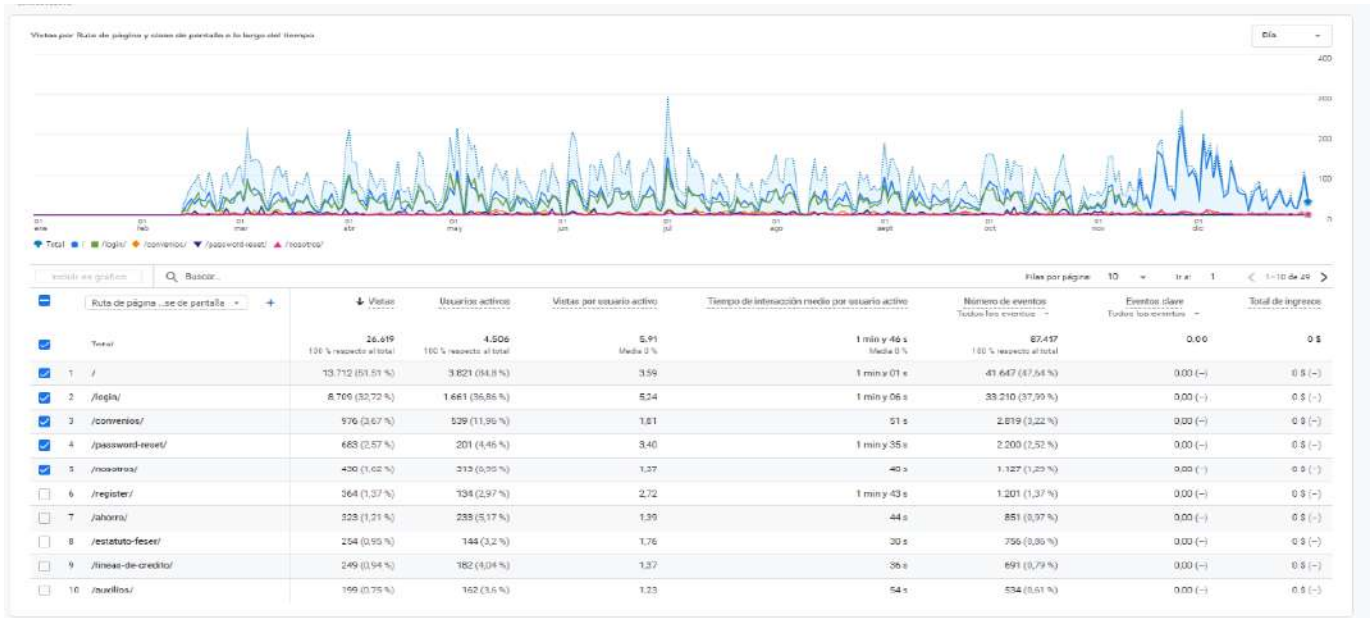 Vistas por Ruta de página y clase de pantalla a lo largo del tiempo
Día
400
300
200
100
0
01 ene
01 feb
01 mar
01 abr
01 may
01 jun
01 jul
01 ago
01 sept
01 oct
01 nov
01 dic
Total / /login/ /convenios/ /password-reset/ /nosotros/
Buscar...
Filas por página: 10 Ir a: 1 1-10 de 49
Ruta de página ...se de pantalla + Vistas Usuarios activos Vistas por usuario activo Tiempo de interacción medio por usuario activo Número de eventos Eventos clave Total de ingresos
Todos los eventos Todos los eventos
Total 26.619 4.506 5,91 1 min y 46 s 87.417 0,00 0 $
100 % respecto al total 100 % respecto al total Media 0 % Media 0 % 100 % respecto al total
1 / 13.712 (51,51 %) 3.821 (84,8 %) 3,59 1 min y 01 s 41.647 (47,64 %) 0,00 (–) 0 $ (–)
2 /login/ 8.709 (32,72 %) 1.661 (36,86 %) 5,24 1 min y 06 s 33.210 (37,99 %) 0,00 (–) 0 $ (–)
3 /convenios/ 976 (3,67 %) 539 (11,96 %) 1,81 51 s 2.819 (3,22 %) 0,00 (–) 0 $ (–)
4 /password-reset/ 683 (2,57 %) 201 (4,46 %) 3,40 1 min y 35 s 2.200 (2,52 %) 0,00 (–) 0 $ (–)
5 /nosotros/ 430 (1,62 %) 313 (6,95 %) 1,37 40 s 1.127 (1,29 %) 0,00 (–) 0 $ (–)
6 /register/ 364 (1,37 %) 134 (2,97 %) 2,72 1 min y 43 s 1.201 (1,37 %) 0,00 (–) 0 $ (–)
7 /ahorro/ 323 (1,21 %) 233 (5,17 %) 1,39 44 s 851 (0,97 %) 0,00 (–) 0 $ (–)
8 /estatuto-feser/ 254 (0,95 %) 144 (3,2 %) 1,76 30 s 756 (0,86 %) 0,00 (–) 0 $ (–)
9 /lineas-de-credito/ 249 (0,94 %) 182 (4,04 %) 1,37 36 s 691 (0,79 %) 0,00 (–) 0 $ (–)
10 /auxilios/ 199 (0,75 %) 162 (3,6 %) 1,23 54 s 534 (0,61 %) 0,00 (–) 0 $ (–)